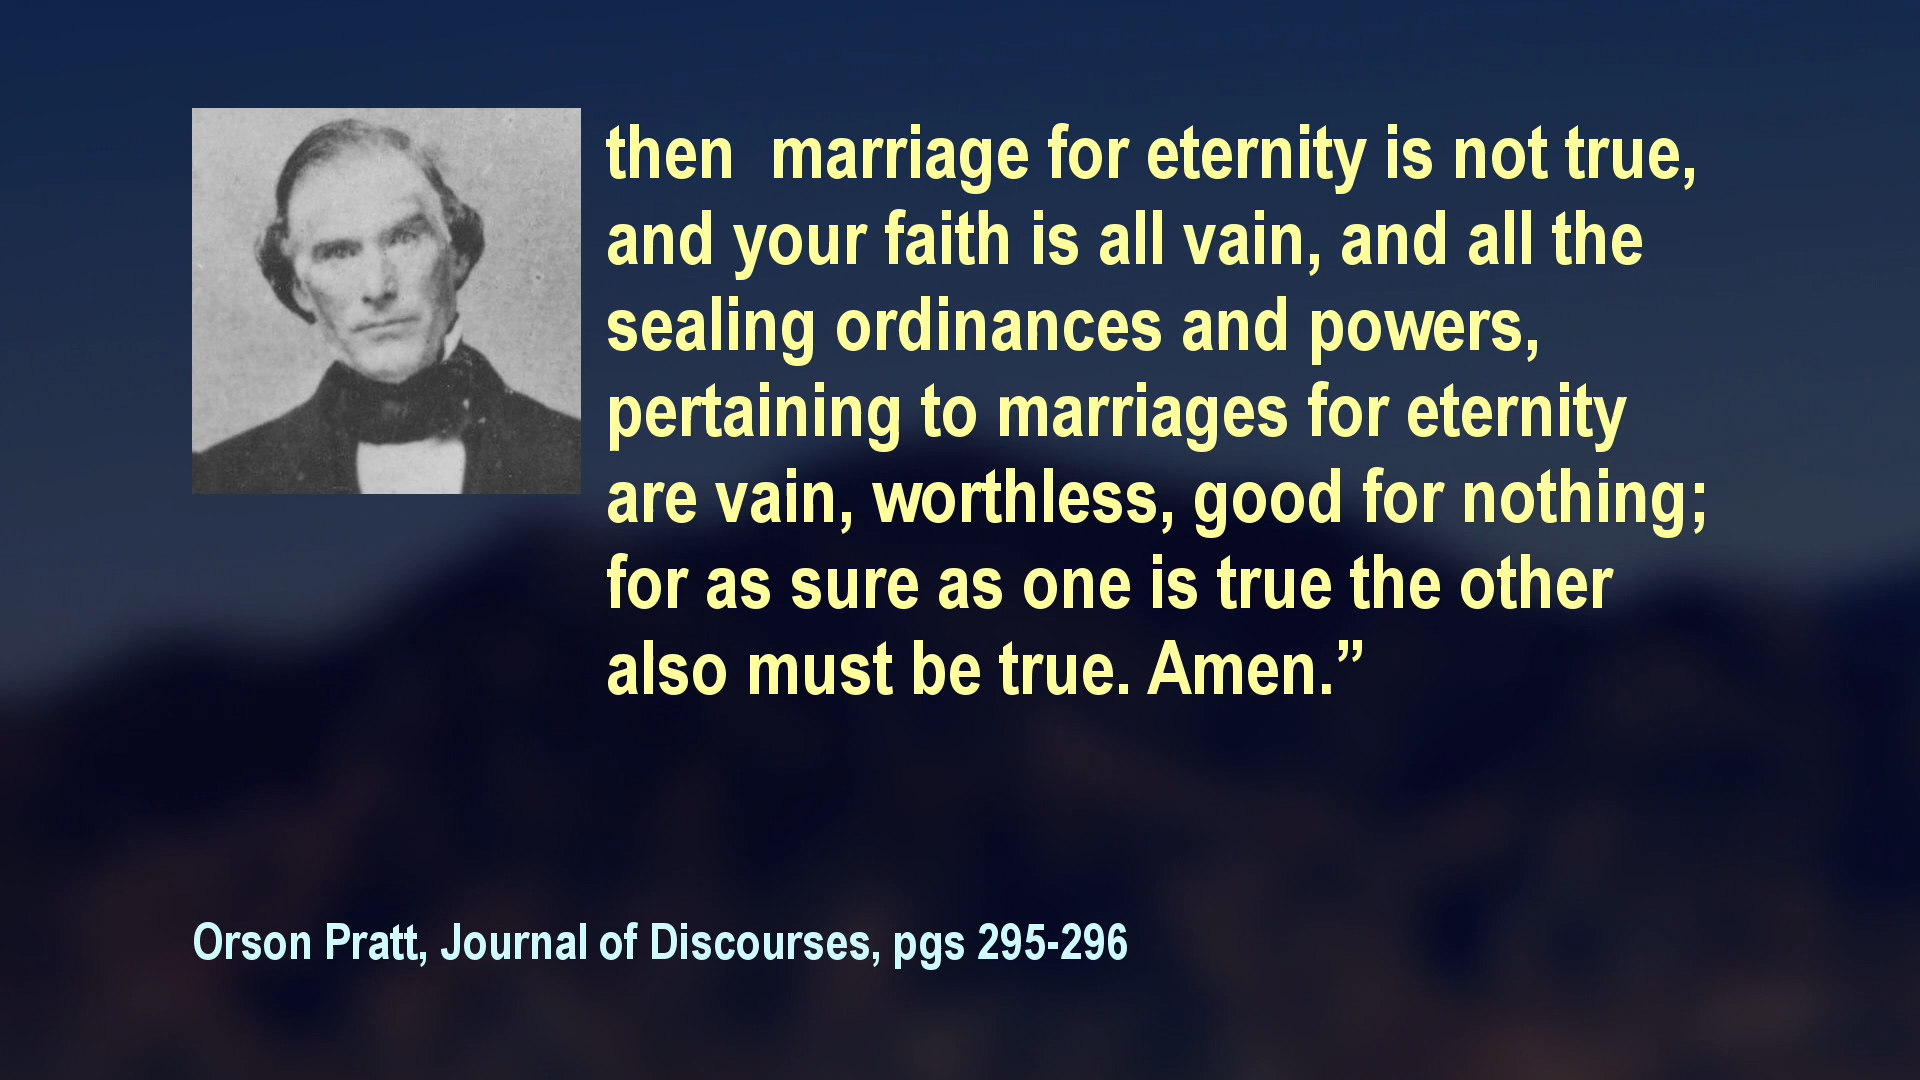 then  marriage for eternity is not true,
and your faith is all vain, and all the
sealing ordinances and powers,
pertaining to marriages for eternity
are vain, worthless, good for nothing;
for as sure as one is true the other
also must be true. Amen.”
Orson Pratt, Journal of Discourses, pgs 295-296